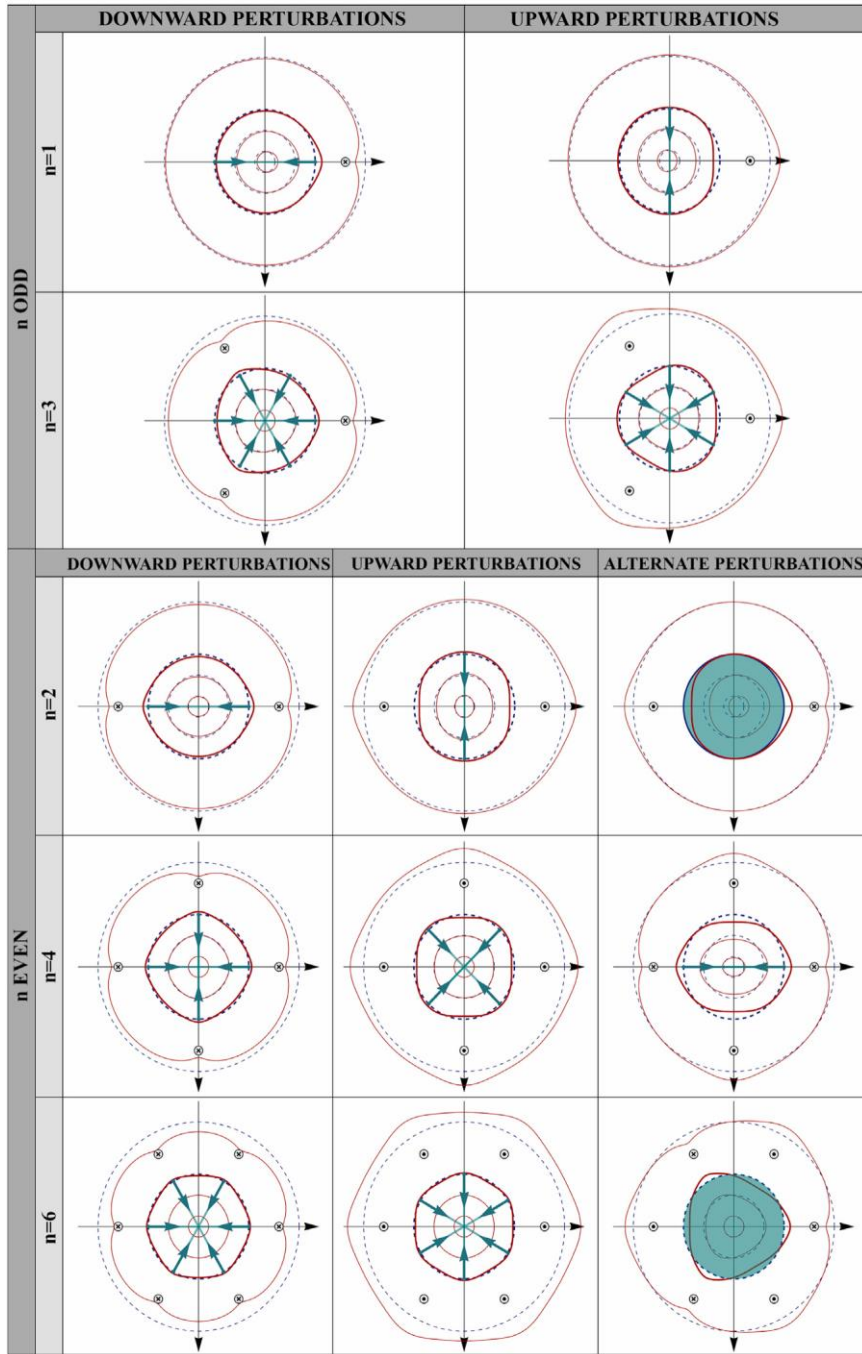 DOWNWARD PERTURBATIONS UPWARD PERTURBATIONS
n ODD
n=1
n=3
DOWNWARD PERTURBATIONS UPWARD PERTURBATIONS ALTERNATE PERTURBATIONS
n EVEN
n=2
n=4
n=6